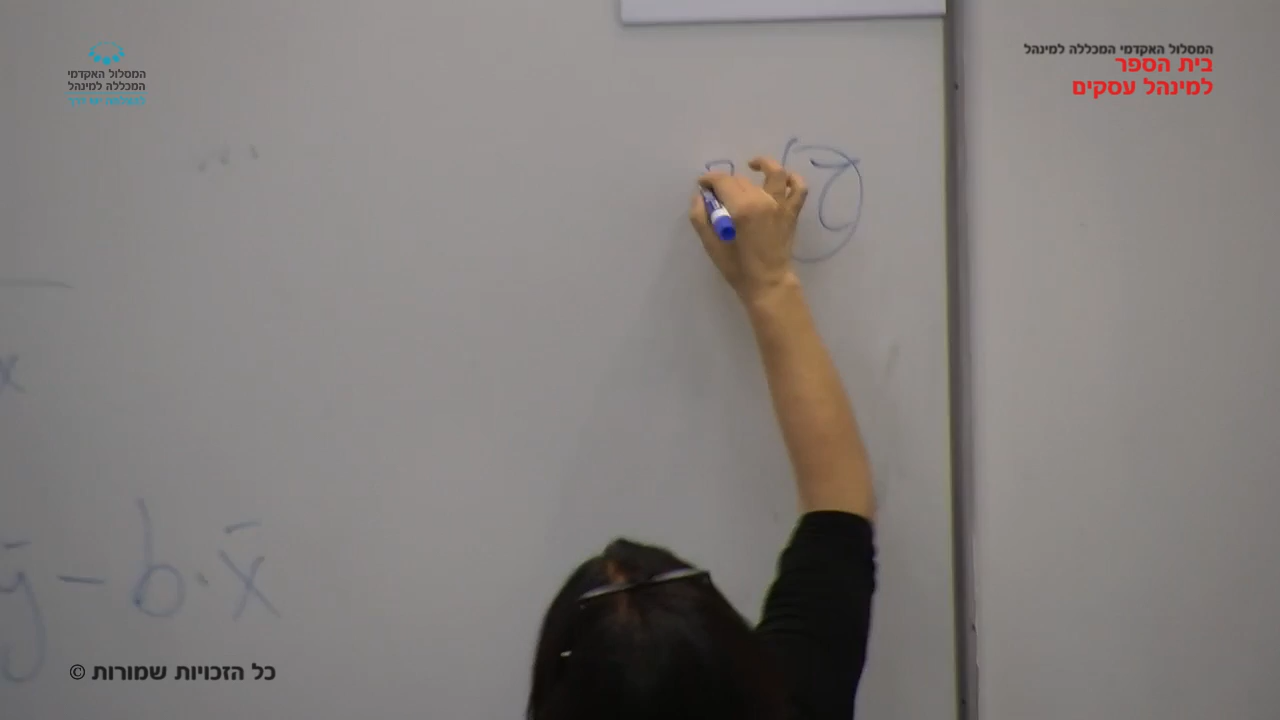 המסלול האקדמי המכללה למינהל
בית הספר
למינהל עסקים
המסלול האקדמי
המכללה למינהל
x
ȳ - b · x̄
כל הזכויות שמורות ©